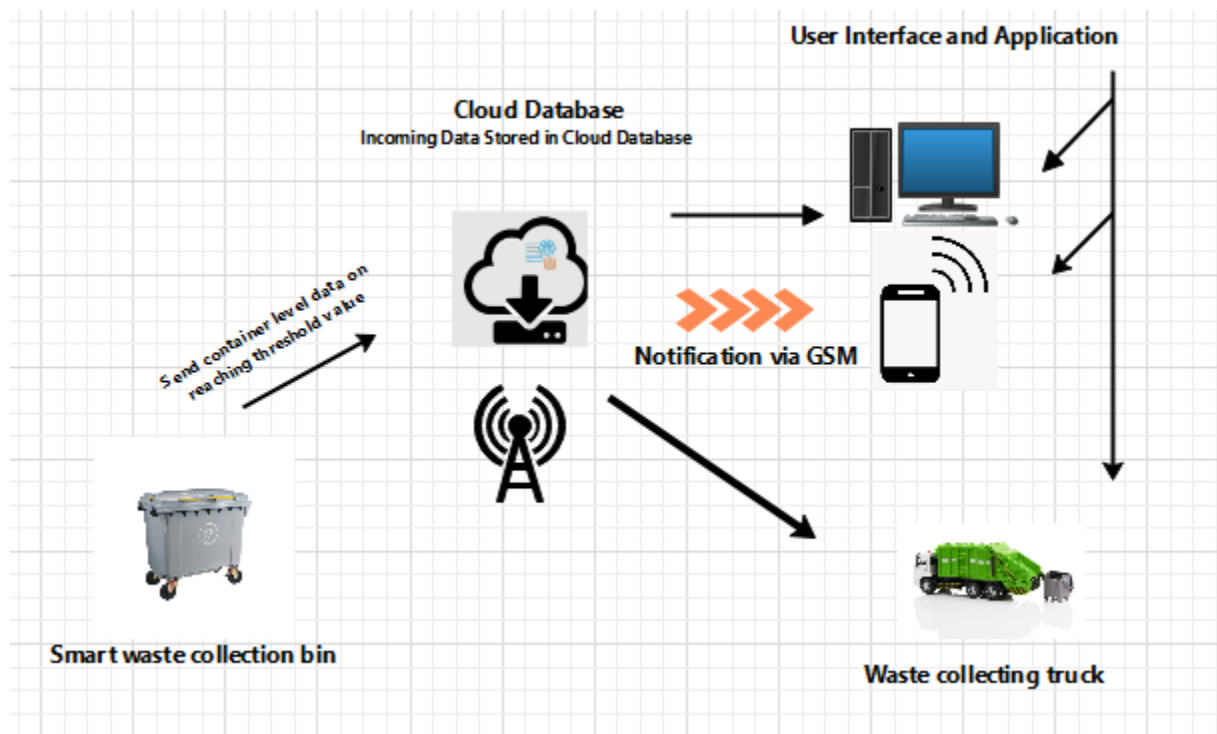 User Interface and Application
Cloud Database
Incoming Data Stored in Cloud Database
Send container level data on
reaching threshold value
Notification via GSM
Smart waste collection bin
Waste collecting truck